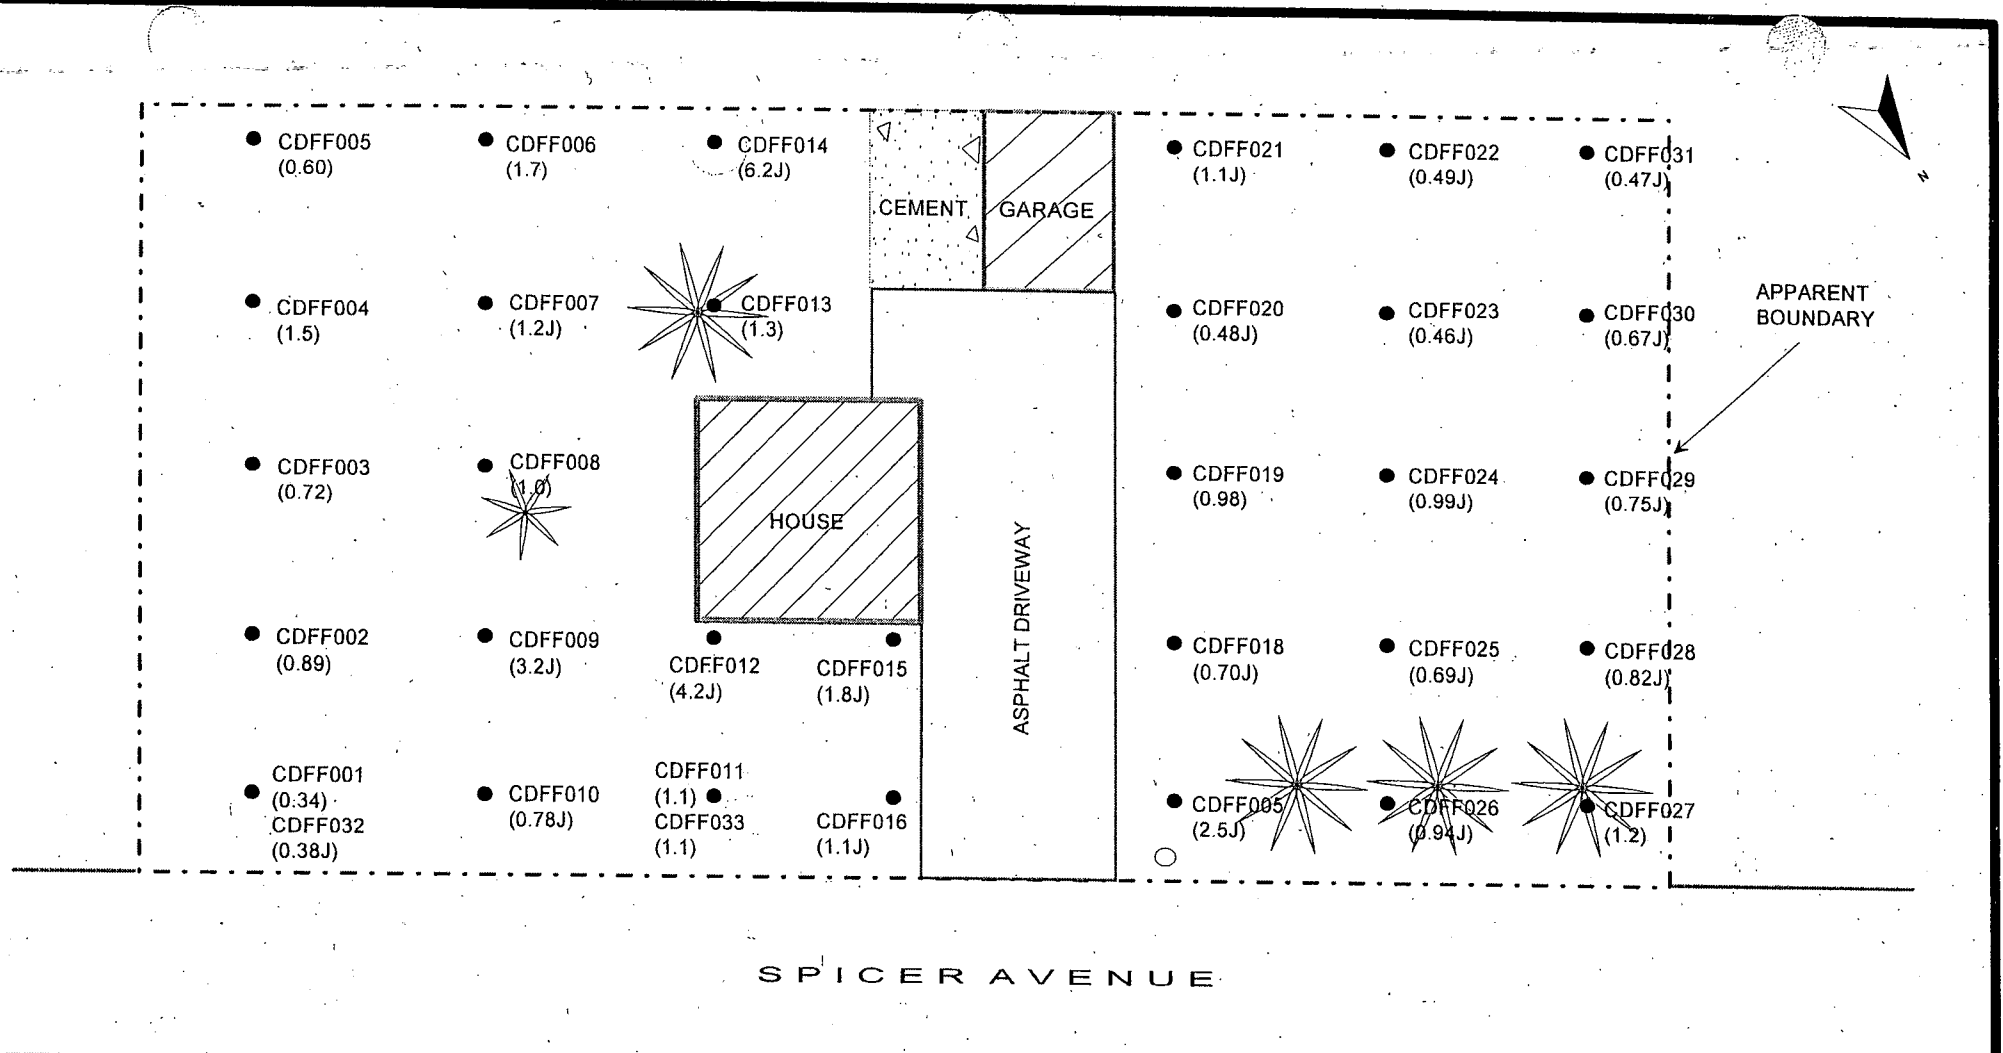 CDFF005
(0.60)
CDFF006
(1.7)
CDFF014
(6.2J)
CEMENT
GARAGE
CDFF021
(1.1J)
CDFF022
(0.49J)
CDFF031
(0.47J)
N
CDFF004
(1.5)
CDFF007
(1.2J)
CDFF013
(1.3)
CDFF020
(0.48J)
CDFF023
(0.46J)
CDFF030
(0.67J)
APPARENT
BOUNDARY
CDFF003
(0.72)
CDFF008
(1.0)
HOUSE
ASPHALT DRIVEWAY
CDFF019
(0.98)
CDFF024
(0.99J)
CDFF029
(0.75J)
CDFF002
(0.89)
CDFF009
(3.2J)
CDFF012
(4.2J)
CDFF015
(1.8J)
CDFF018
(0.70J)
CDFF025
(0.69J)
CDFF028
(0.82J)
CDFF001
(0.34)
CDFF032
(0.38J)
CDFF010
(0.78J)
CDFF011
(1.1)
CDFF033
(1.1)
CDFF016
(1.1J)
CDFF005
(2.5J)
CDFF026
(0.94J)
CDFF027
(1.2)
SPICER AVENUE